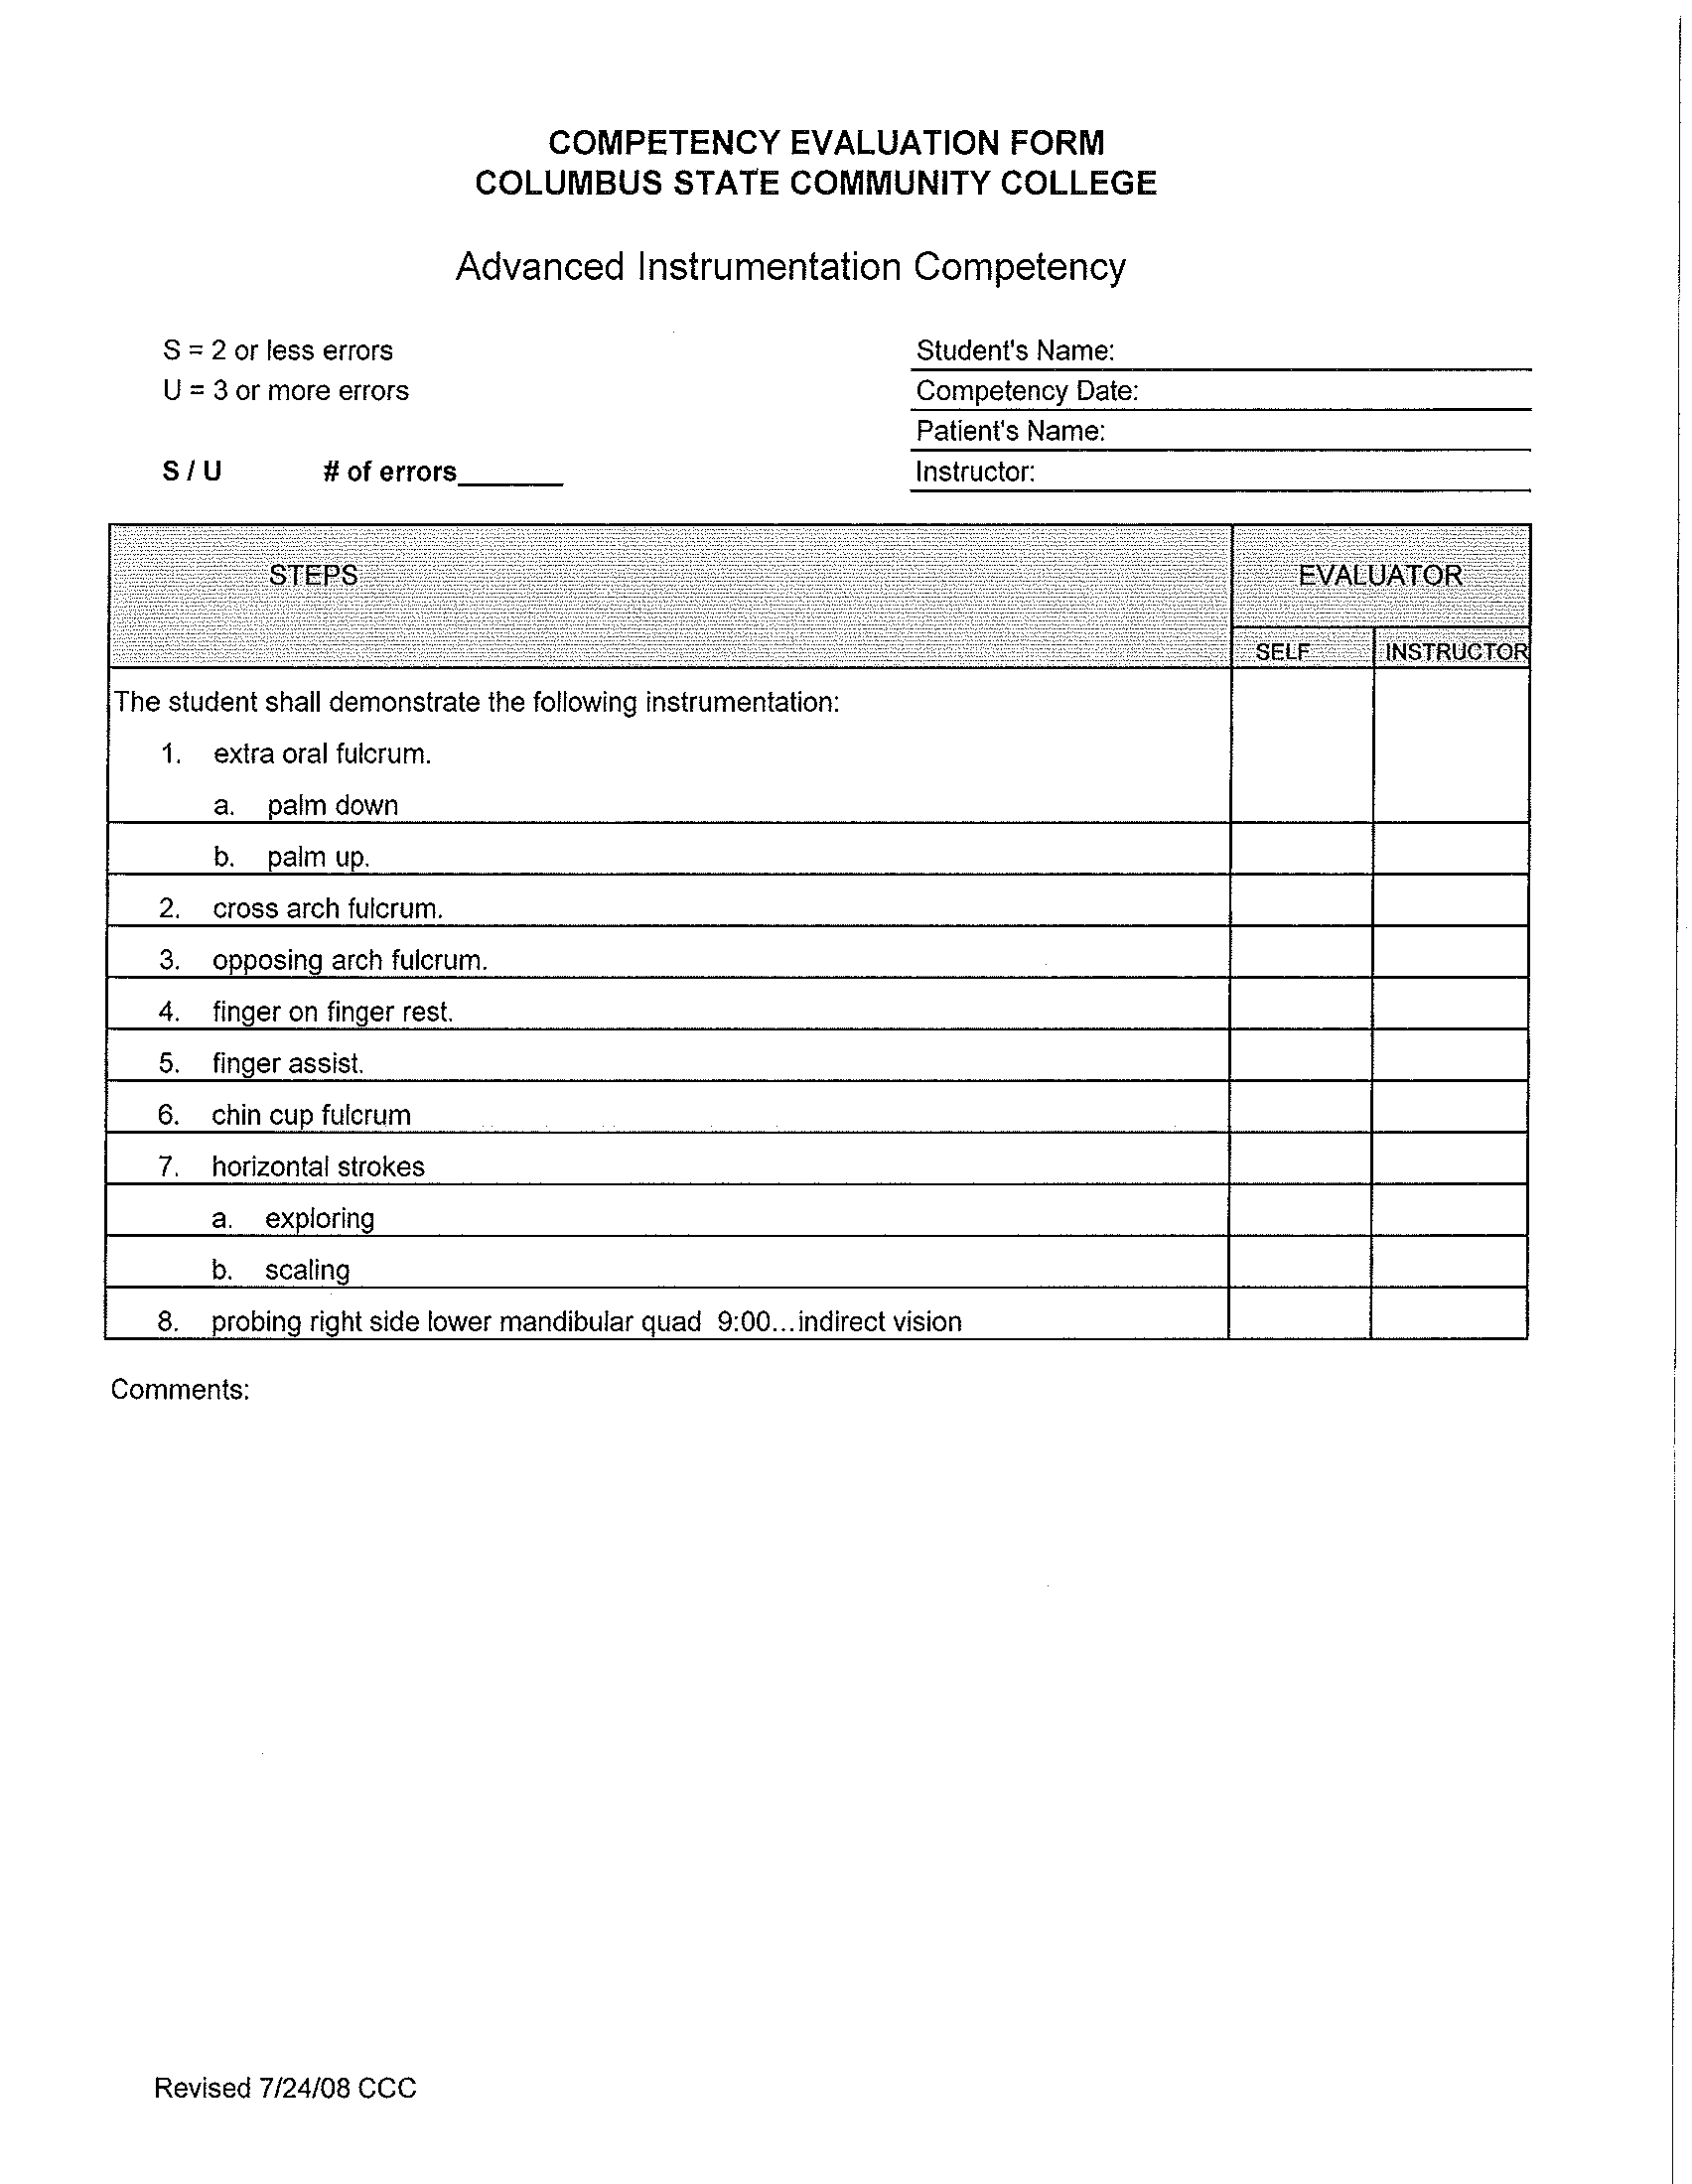 COMPETENCY EVALUATION FORM
COLUMBUS STATE COMMUNITY COLLEGE
Advanced Instrumentation Competency
S = 2 or less errors
U = 3 or more errors
S / U # of errors______
Student's Name:
Competency Date:
Patient's Name:
Instructor:
STEPS
EVALUATOR
SELF INSTRUCTOR
The student shall demonstrate the following instrumentation:
1. extra oral fulcrum.
a. palm down
b. palm up.
2. cross arch fulcrum.
3. opposing arch fulcrum.
4. finger on finger rest.
5. finger assist.
6. chin cup fulcrum
7. horizontal strokes
a. exploring
b. scaling
8. probing right side lower mandibular quad 9:00...indirect vision
Comments:
Revised 7/24/08 CCC